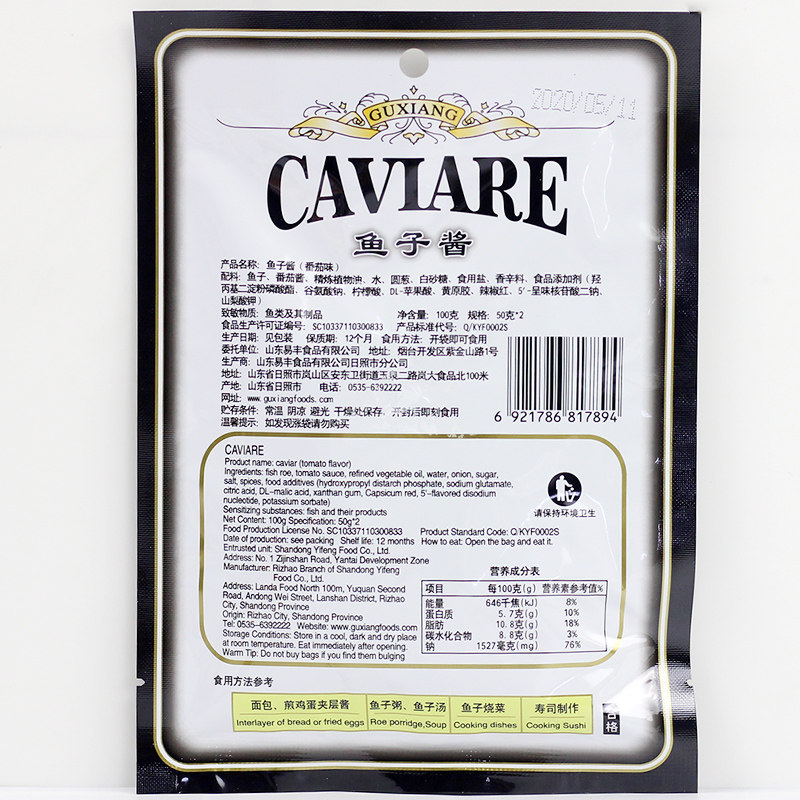 2020/05/11
GUXIANG
CAVIARE
鱼子酱
产品名称: 鱼子酱 (番茄味)
配料: 鱼子、番茄酱、精炼植物油、水、圆葱、白砂糖、食用盐、香辛料、食品添加剂 (羟
丙基二淀粉磷酸酯、谷氨酸钠、柠檬酸、DL-苹果酸、黄原胶、辣椒红、5'-呈味核苷酸二钠、
山梨酸钾)
致敏物质: 鱼类及其制品 净含量: 100克 规格: 50克*2
食品生产许可证编号: SC10337110300833 产品标准代号: Q/KYF0002S
生产日期: 见包装 保质期: 12个月 食用方法: 开袋即可食用
委托单位: 山东易丰食品有限公司 地址: 烟台开发区紫金山路1号
生产商: 山东易丰食品有限公司日照市分公司
地址: 山东省日照市岚山区安东卫街道玉泉二路岚大食品北100米
产地: 山东省日照市 电话: 0535-6392222
网址: www.guxiangfoods.com
贮存条件: 常温 阴凉 避光 干燥处保存、开封后即刻食用
温馨提示: 如发现涨袋请勿购买
6 921786 817894
CAVIARE
Product name: caviar (tomato flavor)
Ingredients: fish roe, tomato sauce, refined vegetable oil, water, onion, sugar,
salt, spices, food additives (hydroxypropyl distarch phosphate, sodium glutamate,
citric acid, DL-malic acid, xanthan gum, Capsicum red, 5'-flavored disodium
nucleotide, potassium sorbate)
Sensitizing substances: fish and their products
Net Content: 100g Specification: 50g*2
Food Production License No. SC10337110300833 Product Standard Code: Q/KYF0002S
Date of production: see packing Shelf life: 12 months How to eat: Open the bag and eat it.
Entrusted unit: Shandong Yifeng Food Co., Ltd.
Address: No. 1 Zijinshan Road, Yantai Development Zone
Manufacturer: Rizhao Branch of Shandong Yifeng
Food Co., Ltd.
Address: Landa Food North 100m, Yuquan Second
Road, Andong Wei Street, Lanshan District, Rizhao
City, Shandong Province
Origin: Rizhao City, Shandong Province
Tel: 0535-6392222 Website: www.guxiangfoods.com
Storage Conditions: Store in a cool, dark and dry place
at room temperature. Eat immediately after opening.
Warm Tip: Do not buy bags if you find them bulging
请保持环境卫生
营养成分表
项目 每100克(g) 营养素参考值%
能量 646千焦(kJ) 8%
蛋白质 5.7克(g) 10%
脂肪 10.8克(g) 18%
碳水化合物 8.8克(g) 3%
钠 1527毫克(mg) 76%
食用方法参考
面包、煎鸡蛋夹层酱 鱼子粥、鱼子汤 鱼子烧菜 寿司制作
Interlayer of bread or fried eggs Roe porridge,Soup Cooking dishes Cooking Sushi
合格